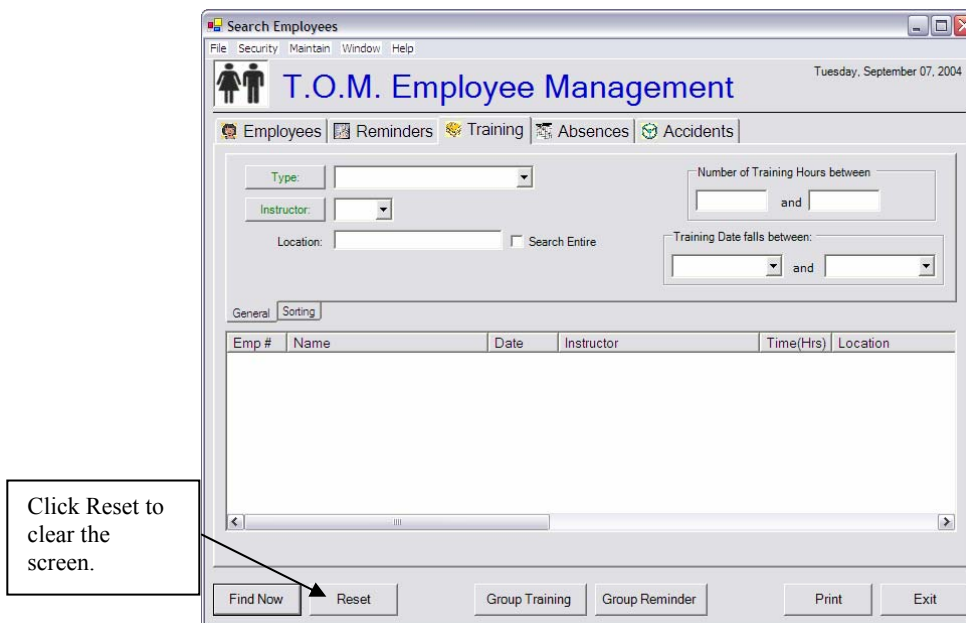 Search Employees
File Security Maintain Window Help
T.O.M. Employee Management
Tuesday, September 07, 2004
Employees Reminders Training Absences Accidents
Type:
Number of Training Hours between
and
Instructor:
Location:
Search Entire
Training Date falls between:
and
General Sorting
Emp # Name Date Instructor Time(Hrs) Location
Click Reset to
clear the
screen.
Find Now Reset Group Training Group Reminder Print Exit